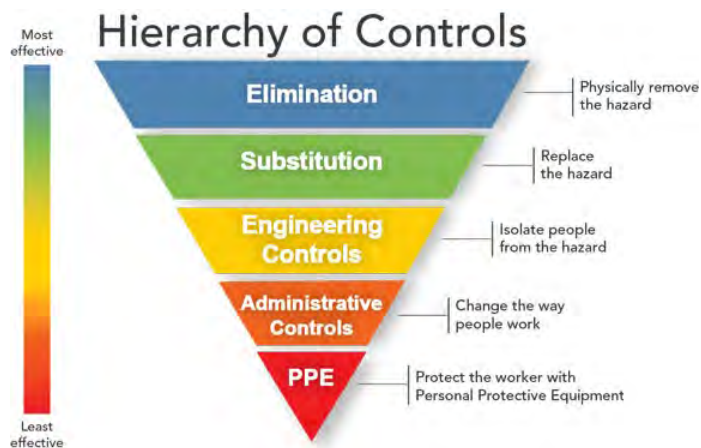 Hierarchy of Controls
Most
effective
Elimination
Physically remove
the hazard
Substitution
Replace
the hazard
Engineering
Controls
Isolate people
from the hazard
Administrative
Controls
Change the way
people work
PPE
Protect the worker with
Personal Protective Equipment
Least
effective